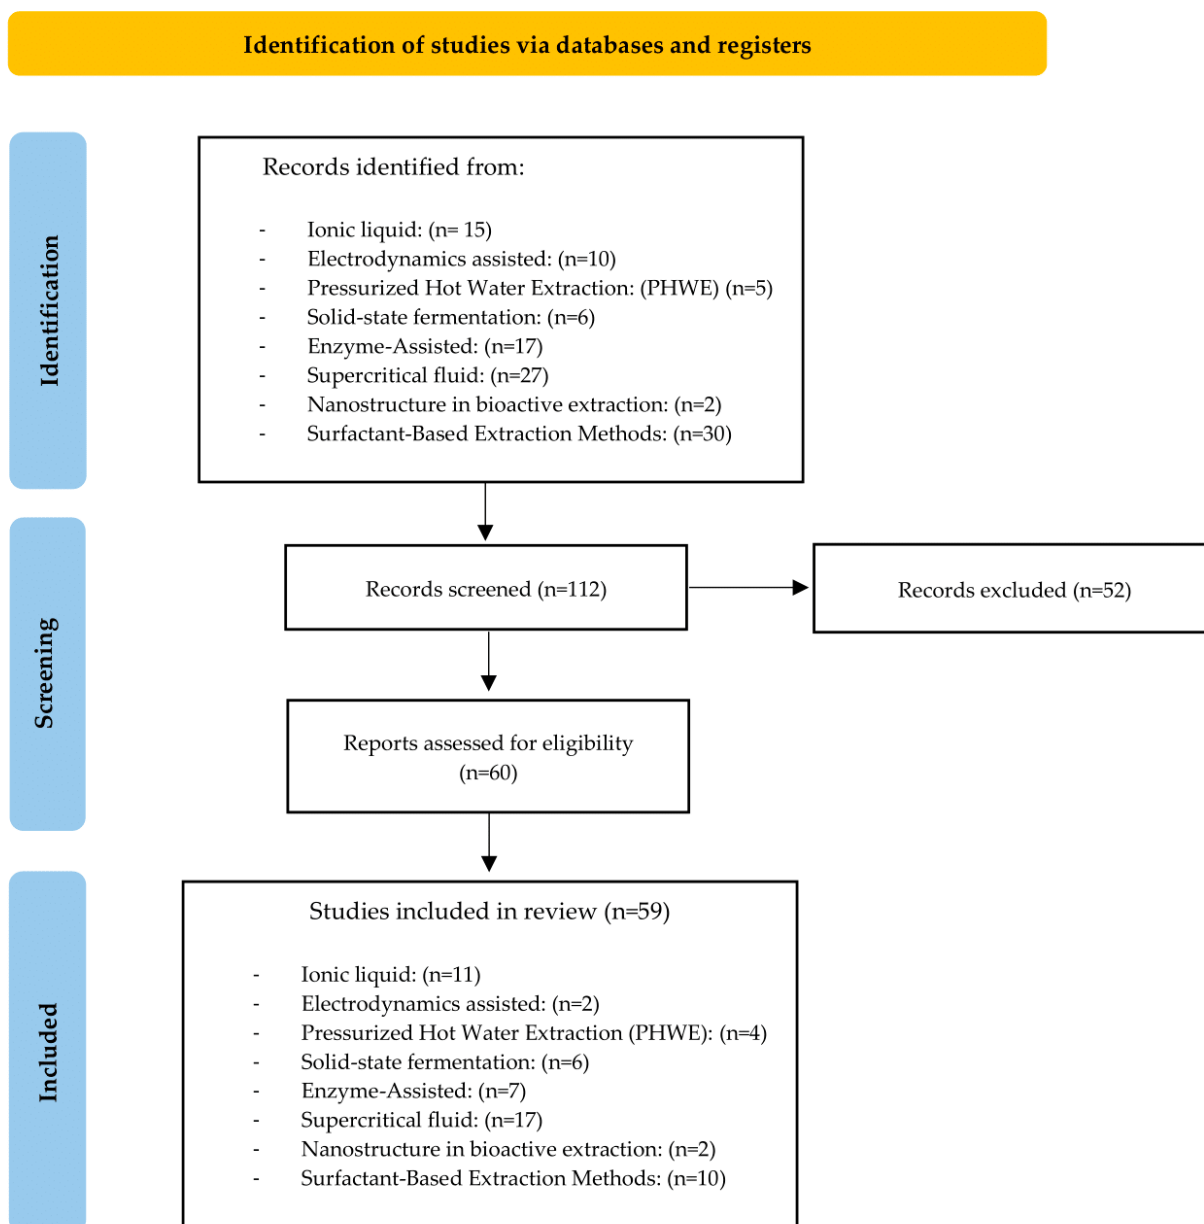 Identification of studies via databases and registers
Identification
Records identified from:
- Ionic liquid: (n= 15)
- Electrodynamics assisted: (n=10)
- Pressurized Hot Water Extraction: (PHWE) (n=5)
- Solid-state fermentation: (n=6)
- Enzyme-Assisted: (n=17)
- Supercritical fluid: (n=27)
- Nanostructure in bioactive extraction: (n=2)
- Surfactant-Based Extraction Methods: (n=30)
Screening
Records screened (n=112)
Records excluded (n=52)
Reports assessed for eligibility
(n=60)
Included
Studies included in review (n=59)
- Ionic liquid: (n=11)
- Electrodynamics assisted: (n=2)
- Pressurized Hot Water Extraction (PHWE): (n=4)
- Solid-state fermentation: (n=6)
- Enzyme-Assisted: (n=7)
- Supercritical fluid: (n=17)
- Nanostructure in bioactive extraction: (n=2)
- Surfactant-Based Extraction Methods: (n=10)